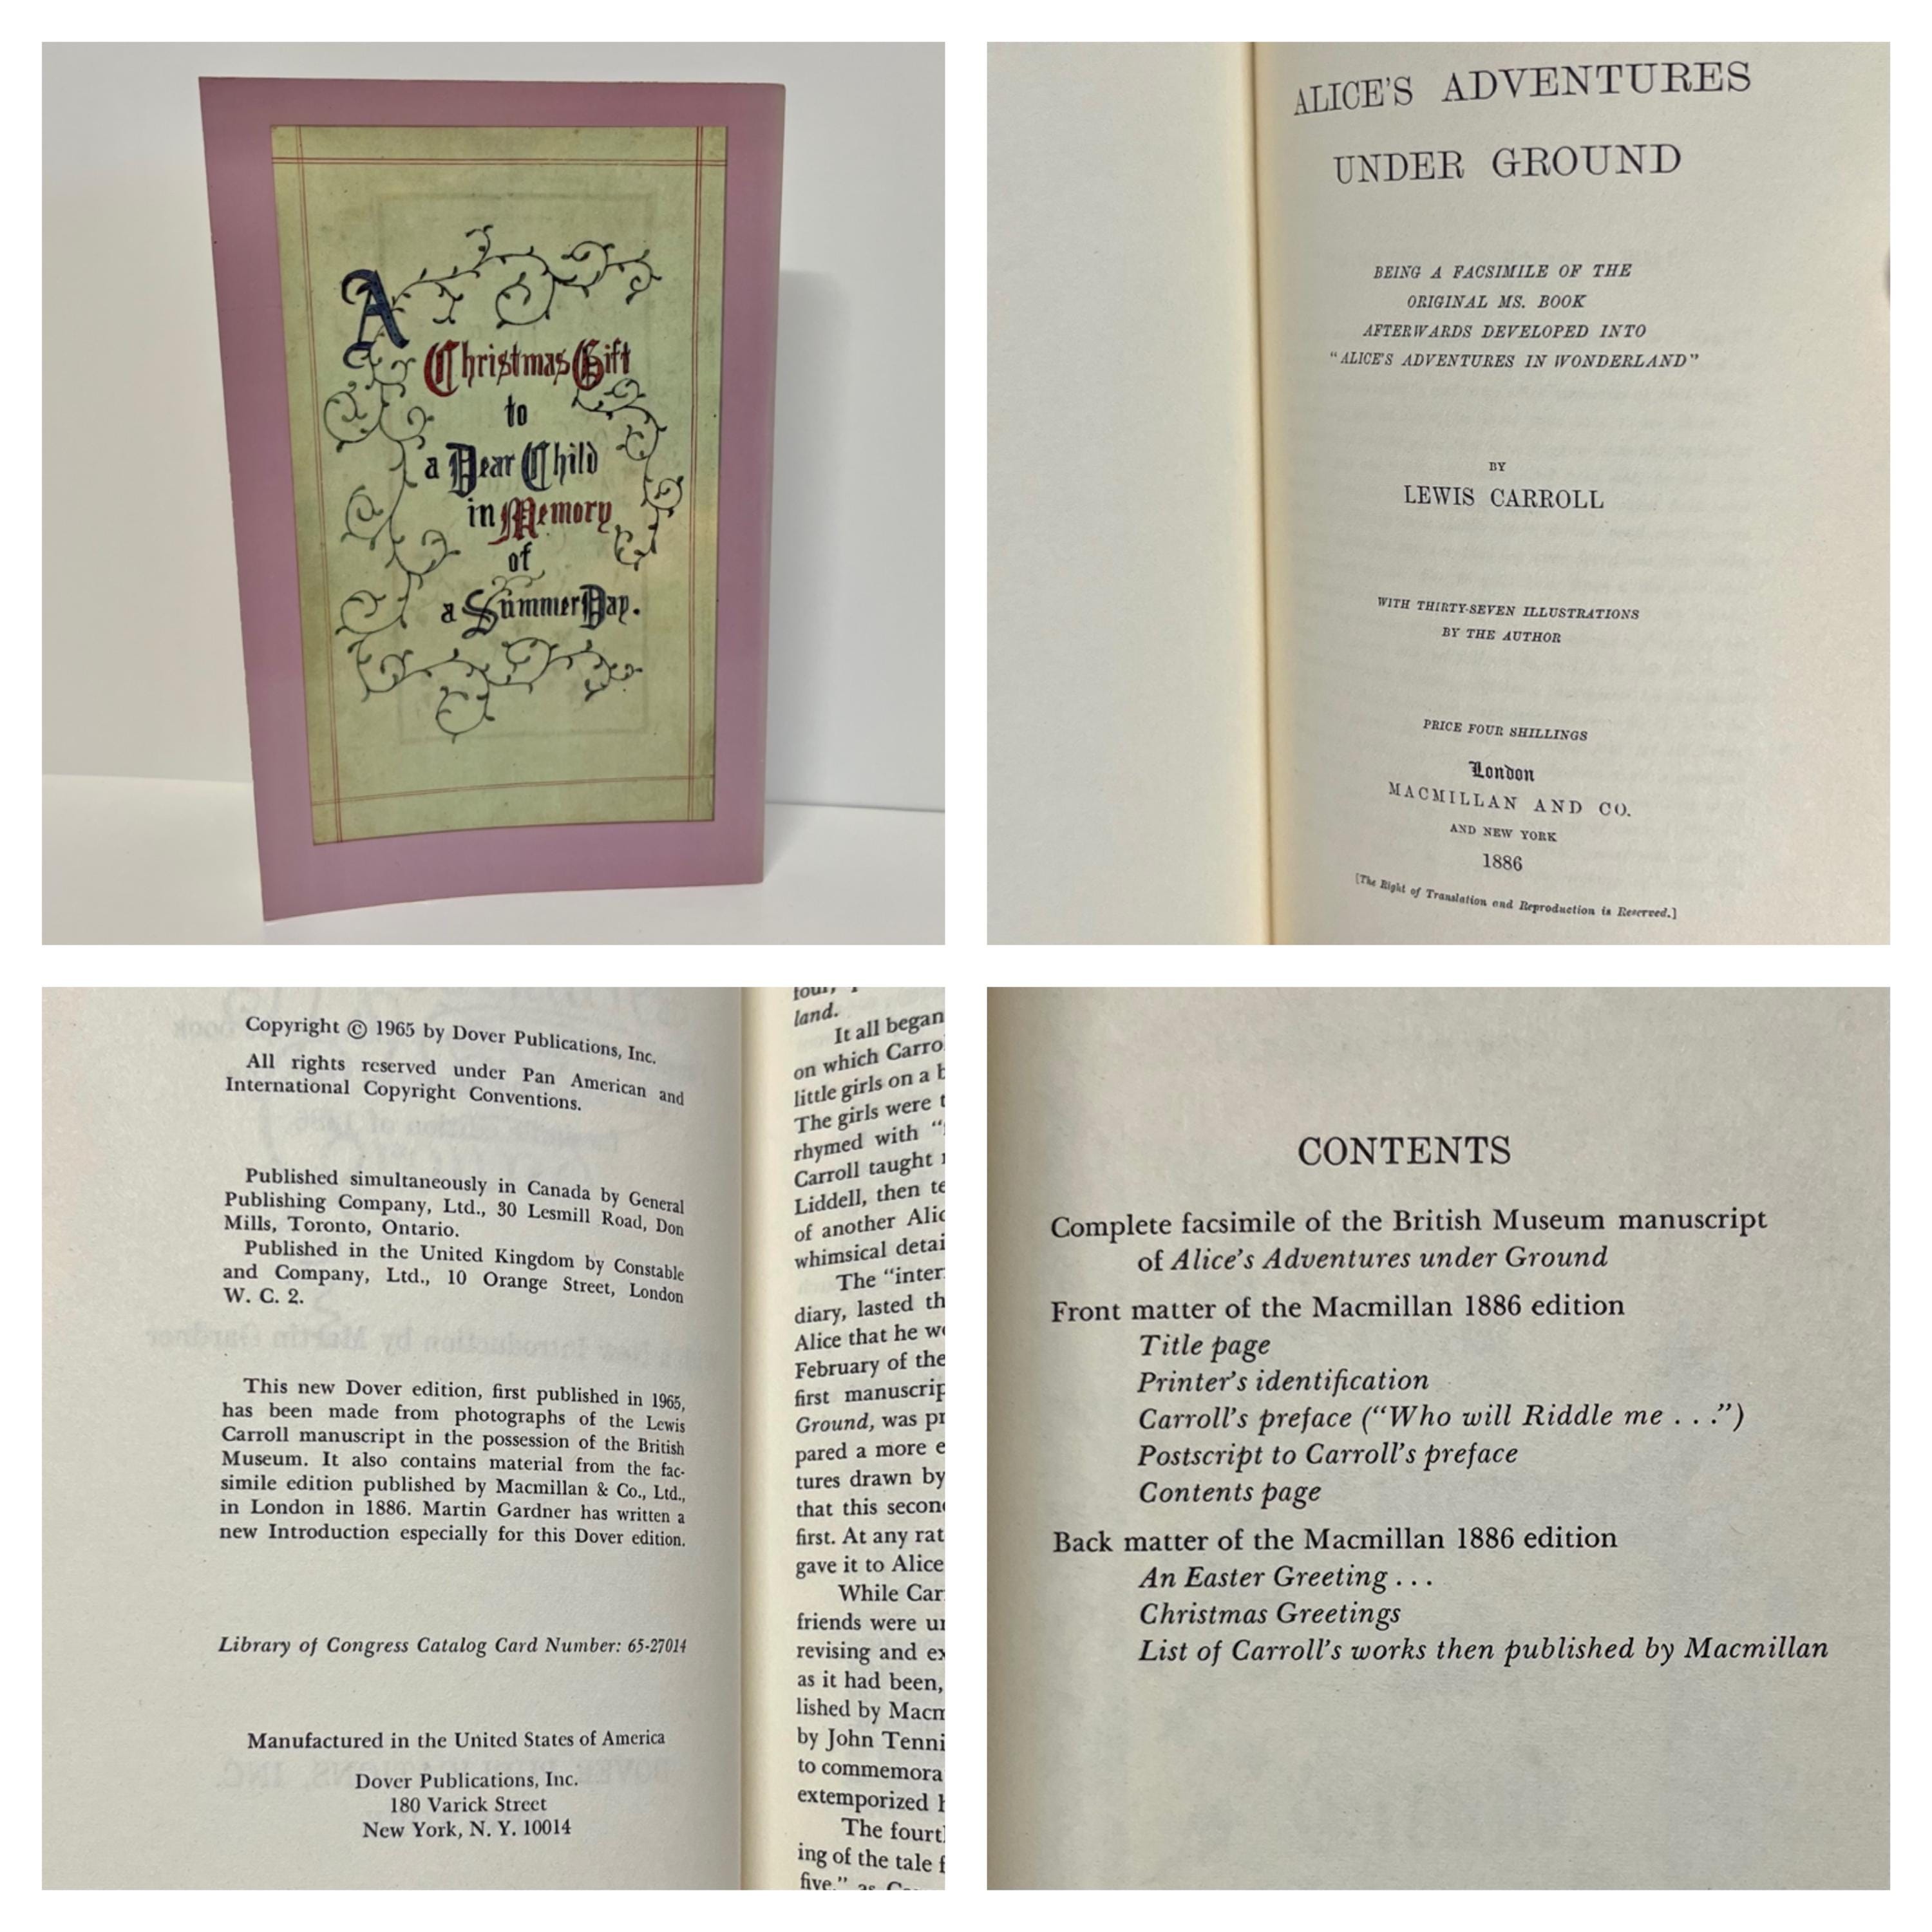 A
Christmas Gift
to
a Dear Child
in Memory
of
a Summer Day.
ALICE'S ADVENTURES
UNDER GROUND
BEING A FACSIMILE OF THE
ORIGINAL MS. BOOK
AFTERWARDS DEVELOPED INTO
"ALICE'S ADVENTURES IN WONDERLAND"
BY
LEWIS CARROLL
WITH THIRTY-SEVEN ILLUSTRATIONS
BY THE AUTHOR
PRICE FOUR SHILLINGS
London
MACMILLAN AND CO.
AND NEW YORK
1886
[The Right of Translation and Reproduction is Reserved.]
Copyright © 1965 by Dover Publications, Inc.
All rights reserved under Pan American and
International Copyright Conventions.
Published simultaneously in Canada by General
Publishing Company, Ltd., 30 Lesmill Road, Don
Mills, Toronto, Ontario.
Published in the United Kingdom by Constable
and Company, Ltd., 10 Orange Street, London
W. C. 2.
This new Dover edition, first published in 1965,
has been made from photographs of the Lewis
Carroll manuscript in the possession of the British
Museum. It also contains material from the fac-
simile edition published by Macmillan & Co., Ltd.,
in London in 1886. Martin Gardner has written a
new Introduction especially for this Dover edition.
Library of Congress Catalog Card Number: 65-27014
Manufactured in the United States of America
Dover Publications, Inc.
180 Varick Street
New York, N. Y. 10014
land.
It all began
on which
little girls on a
The girls were
rhymed with
Carroll taught
Liddell, then
of another
whimsical
The
diary, lasted
Alice that he
February of the
first
Ground, was
pared a more
tures drawn by
that this
first. At any
gave it to Alice
While
friends were
revising and
as it had been,
lished by
by John
to
extemporized
The
ing of the tale
five," as
CONTENTS
Complete facsimile of the British Museum manuscript
of Alice's Adventures under Ground
Front matter of the Macmillan 1886 edition
Title page
Printer's identification
Carroll's preface ("Who will Riddle me . . .")
Postscript to Carroll's preface
Contents page
Back matter of the Macmillan 1886 edition
An Easter Greeting . . .
Christmas Greetings
List of Carroll's works then published by Macmillan